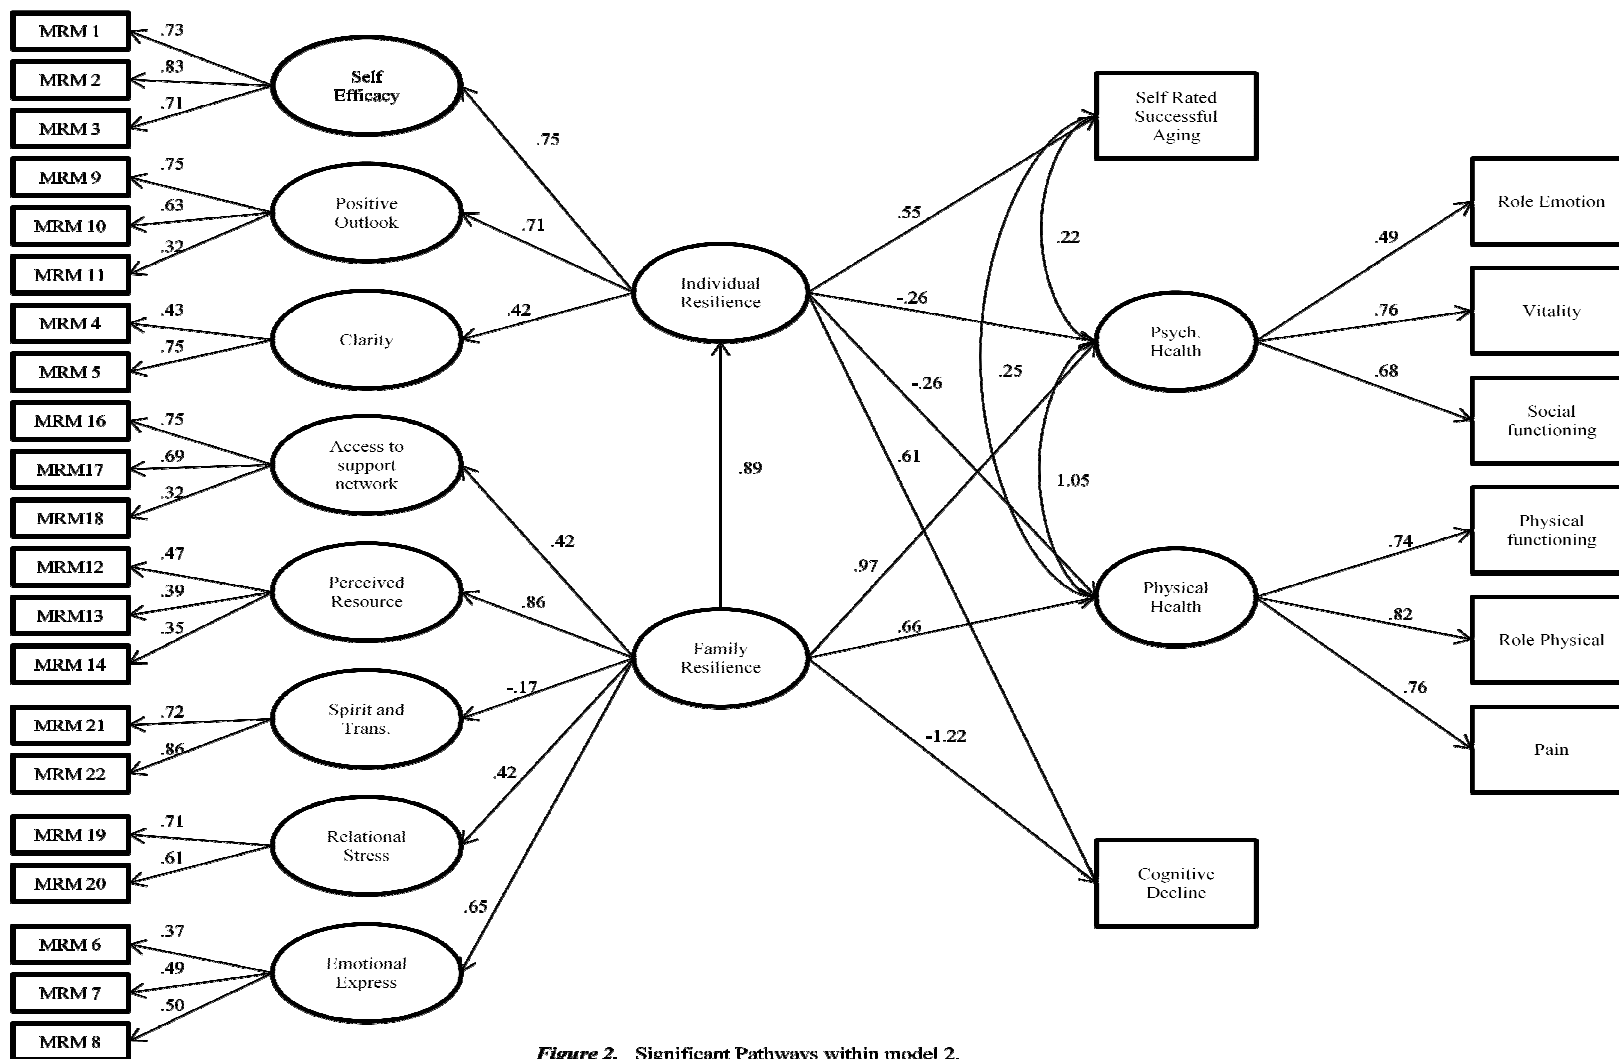 MRM 1
MRM 2
MRM 3
MRM 9
MRM 10
MRM 11
MRM 4
MRM 5
MRM 16
MRM17
MRM18
MRM12
MRM13
MRM 14
MRM 21
MRM 22
MRM 19
MRM 20
MRM 6
MRM 7
MRM 8
.73
.83
.71
.75
.63
.32
.43
.75
.75
.69
.32
.47
.39
.35
.72
.86
.71
.61
.37
.49
.50
Self
Efficacy
Positive
Outlook
Clarity
Access to
support
network
Perceived
Resource
Spirit and
Trans.
Relational
Stress
Emotional
Express
.75
.71
.42
.42
.86
-.17
.42
.65
Individual
Resilience
.89
Family
Resilience
.55
-.26
-.26
.61
.97
.66
-1.22
.22
.25
1.05
Self Rated
Successful
Aging
Psych.
Health
Physical
Health
Cognitive
Decline
.49
.76
.68
.74
.82
.76
Role Emotion
Vitality
Social
functioning
Physical
functioning
Role Physical
Pain
Figure 2. Significant Pathways within model 2.